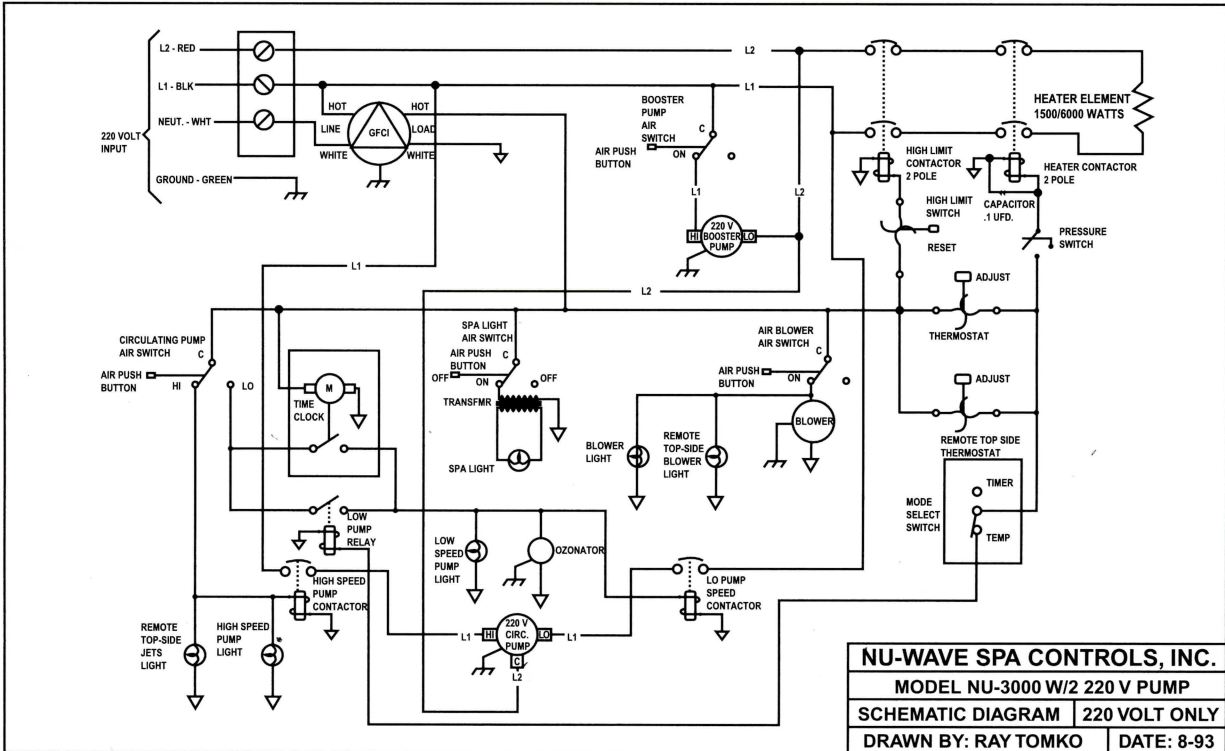 L2 - RED
L1 - BLK
NEUT. - WHT
220 VOLT
INPUT
GROUND - GREEN
HOT
LINE
WHITE
GFCI
HOT
LOAD
WHITE
L2
L1
BOOSTER
PUMP
AIR
SWITCH
C
AIR PUSH
BUTTON
ON
L1
L2
HI
220 V
BOOSTER
PUMP
LO
HEATER ELEMENT
1500/6000 WATTS
HIGH LIMIT
CONTACTOR
2 POLE
HEATER CONTACTOR
2 POLE
HIGH LIMIT
SWITCH
CAPACITOR
.1 UFD.
RESET
PRESSURE
SWITCH
L1
L2
ADJUST
THERMOSTAT
CIRCULATING PUMP
AIR SWITCH
C
AIR PUSH
BUTTON
HI
LO
M
TIME
CLOCK
SPA LIGHT
AIR SWITCH
C
AIR PUSH
BUTTON
OFF
ON
OFF
TRANSFMR
SPA LIGHT
AIR BLOWER
AIR SWITCH
C
AIR PUSH
BUTTON
ON
BLOWER
BLOWER
LIGHT
REMOTE
TOP-SIDE
BLOWER
LIGHT
ADJUST
REMOTE TOP SIDE
THERMOSTAT
TIMER
MODE
SELECT
SWITCH
TEMP
LOW
PUMP
RELAY
LOW
SPEED
PUMP
LIGHT
OZONATOR
HIGH SPEED
PUMP
CONTACTOR
LO PUMP
SPEED
CONTACTOR
REMOTE
TOP-SIDE
JETS
LIGHT
HIGH SPEED
PUMP
LIGHT
L1
HI
220 V
CIRC.
PUMP
LO
L1
C
L2
NU-WAVE SPA CONTROLS, INC.
MODEL NU-3000 W/2 220 V PUMP
SCHEMATIC DIAGRAM
220 VOLT ONLY
DRAWN BY: RAY TOMKO
DATE: 8-93